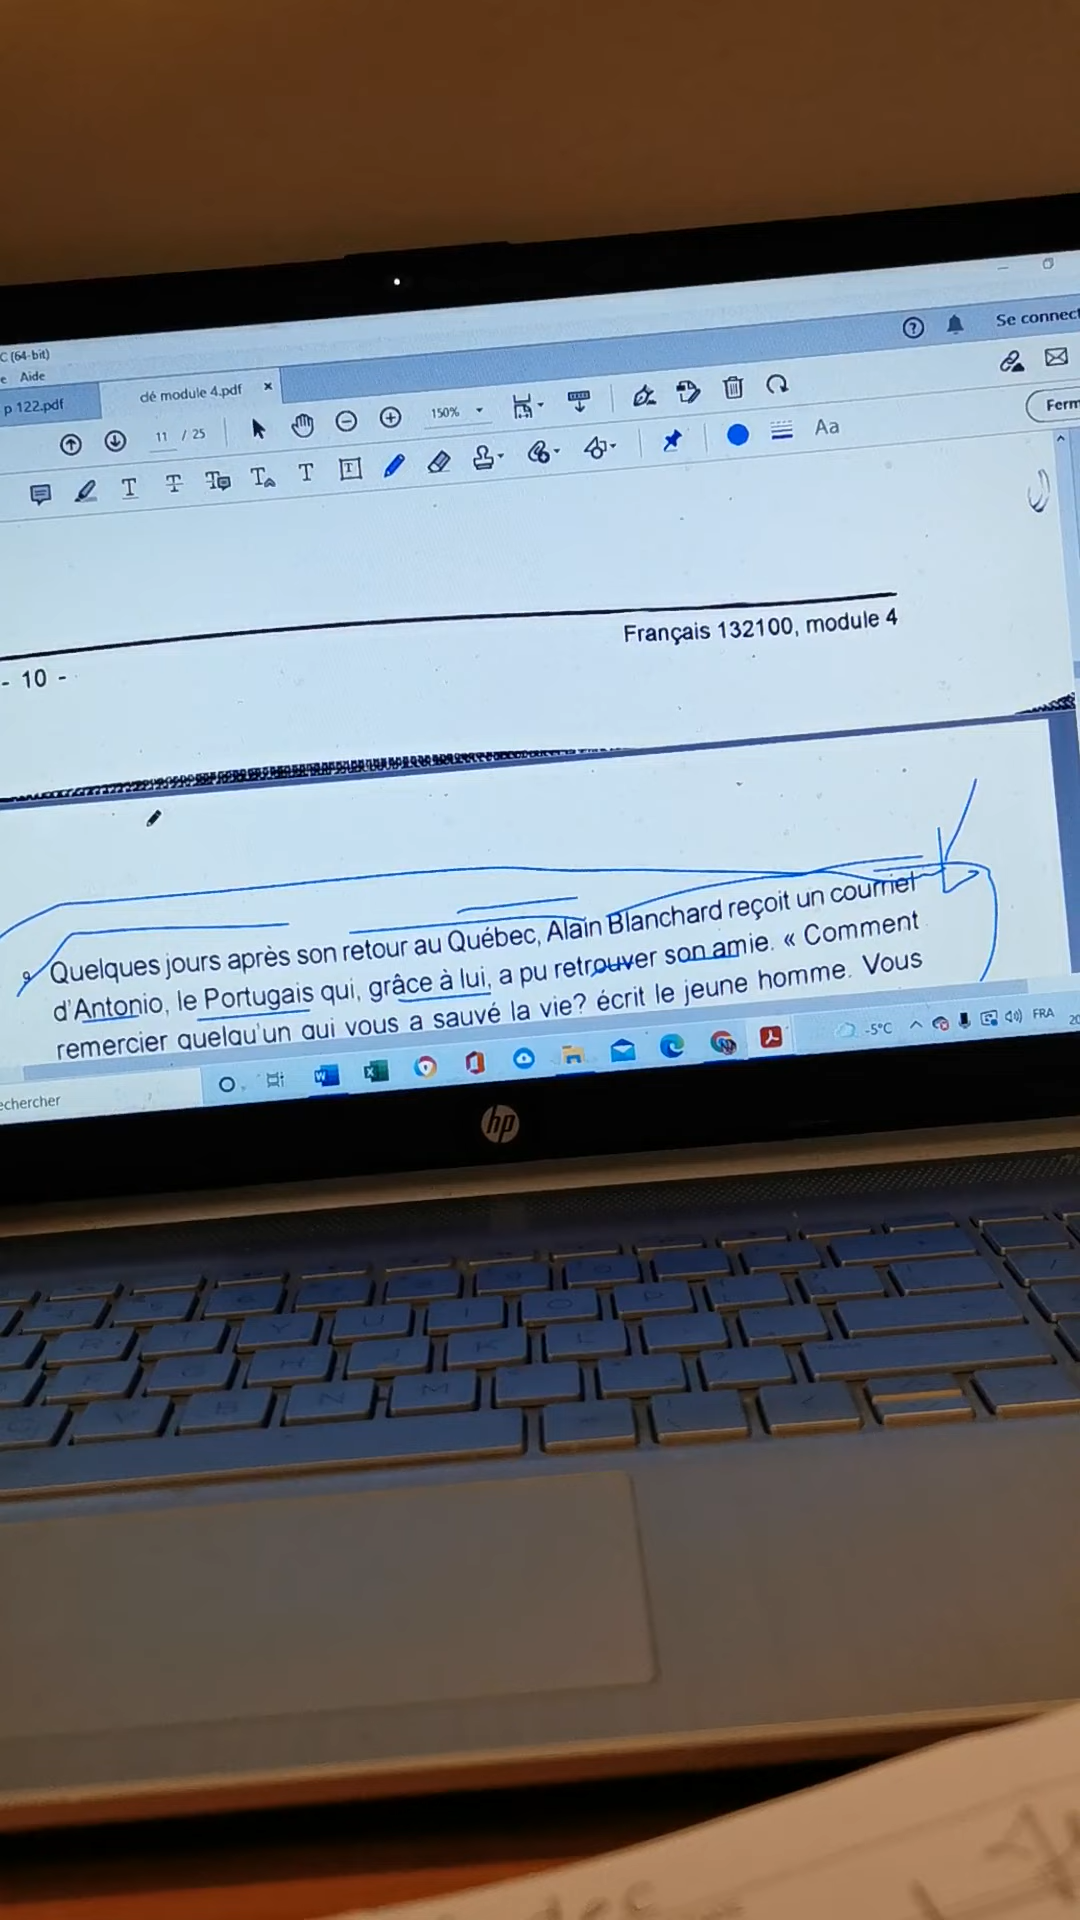 C (64-bit)
e Aide
Se connect
p 122.pdf
clé module 4.pdf ×
11 / 25
150%
Ferm
T T T T T T Aa
Français 132100, module 4
- 10 -
Quelques jours après son retour au Québec, Alain Blanchard reçoit un courriel
d'Antonio, le Portugais qui, grâce à lui, a pu retrouver son amie. « Comment
remercier quelqu'un qui vous a sauvé la vie? écrit le jeune homme. Vous
echercher
-5°C
FRA
20
hp